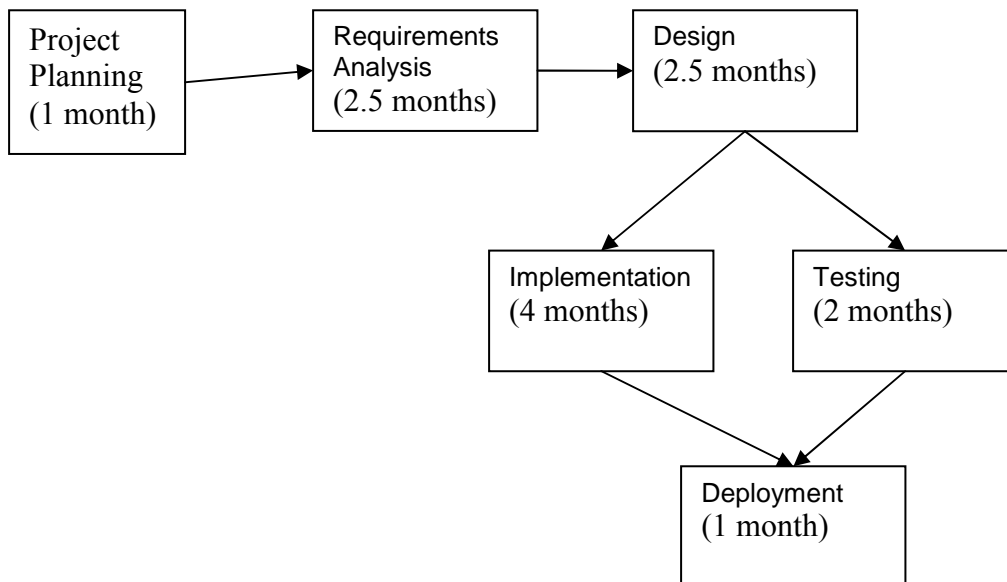 Project
Planning
(1 month)
Requirements
Analysis
(2.5 months)
Design
(2.5 months)
Implementation
(4 months)
Testing
(2 months)
Deployment
(1 month)